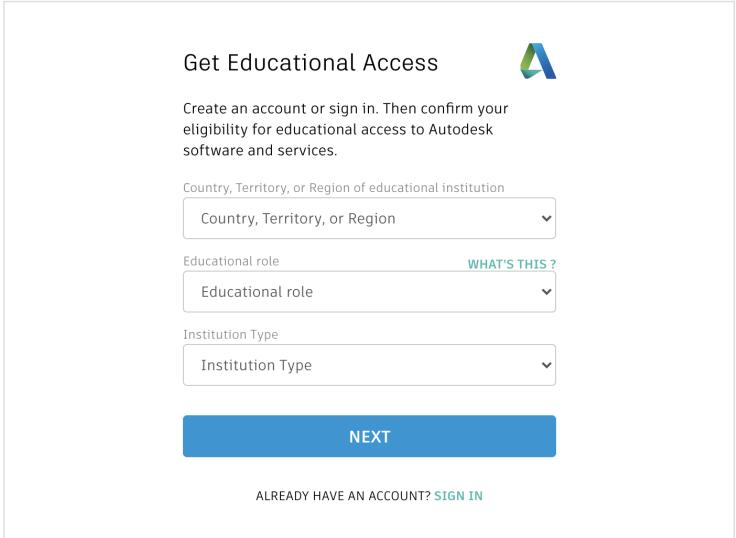 Get Educational Access
Create an account or sign in. Then confirm your
eligibility for educational access to Autodesk
software and services.
Country, Territory, or Region of educational institution
Country, Territory, or Region
Educational role
WHAT'S THIS ?
Educational role
Institution Type
Institution Type
NEXT
ALREADY HAVE AN ACCOUNT? SIGN IN